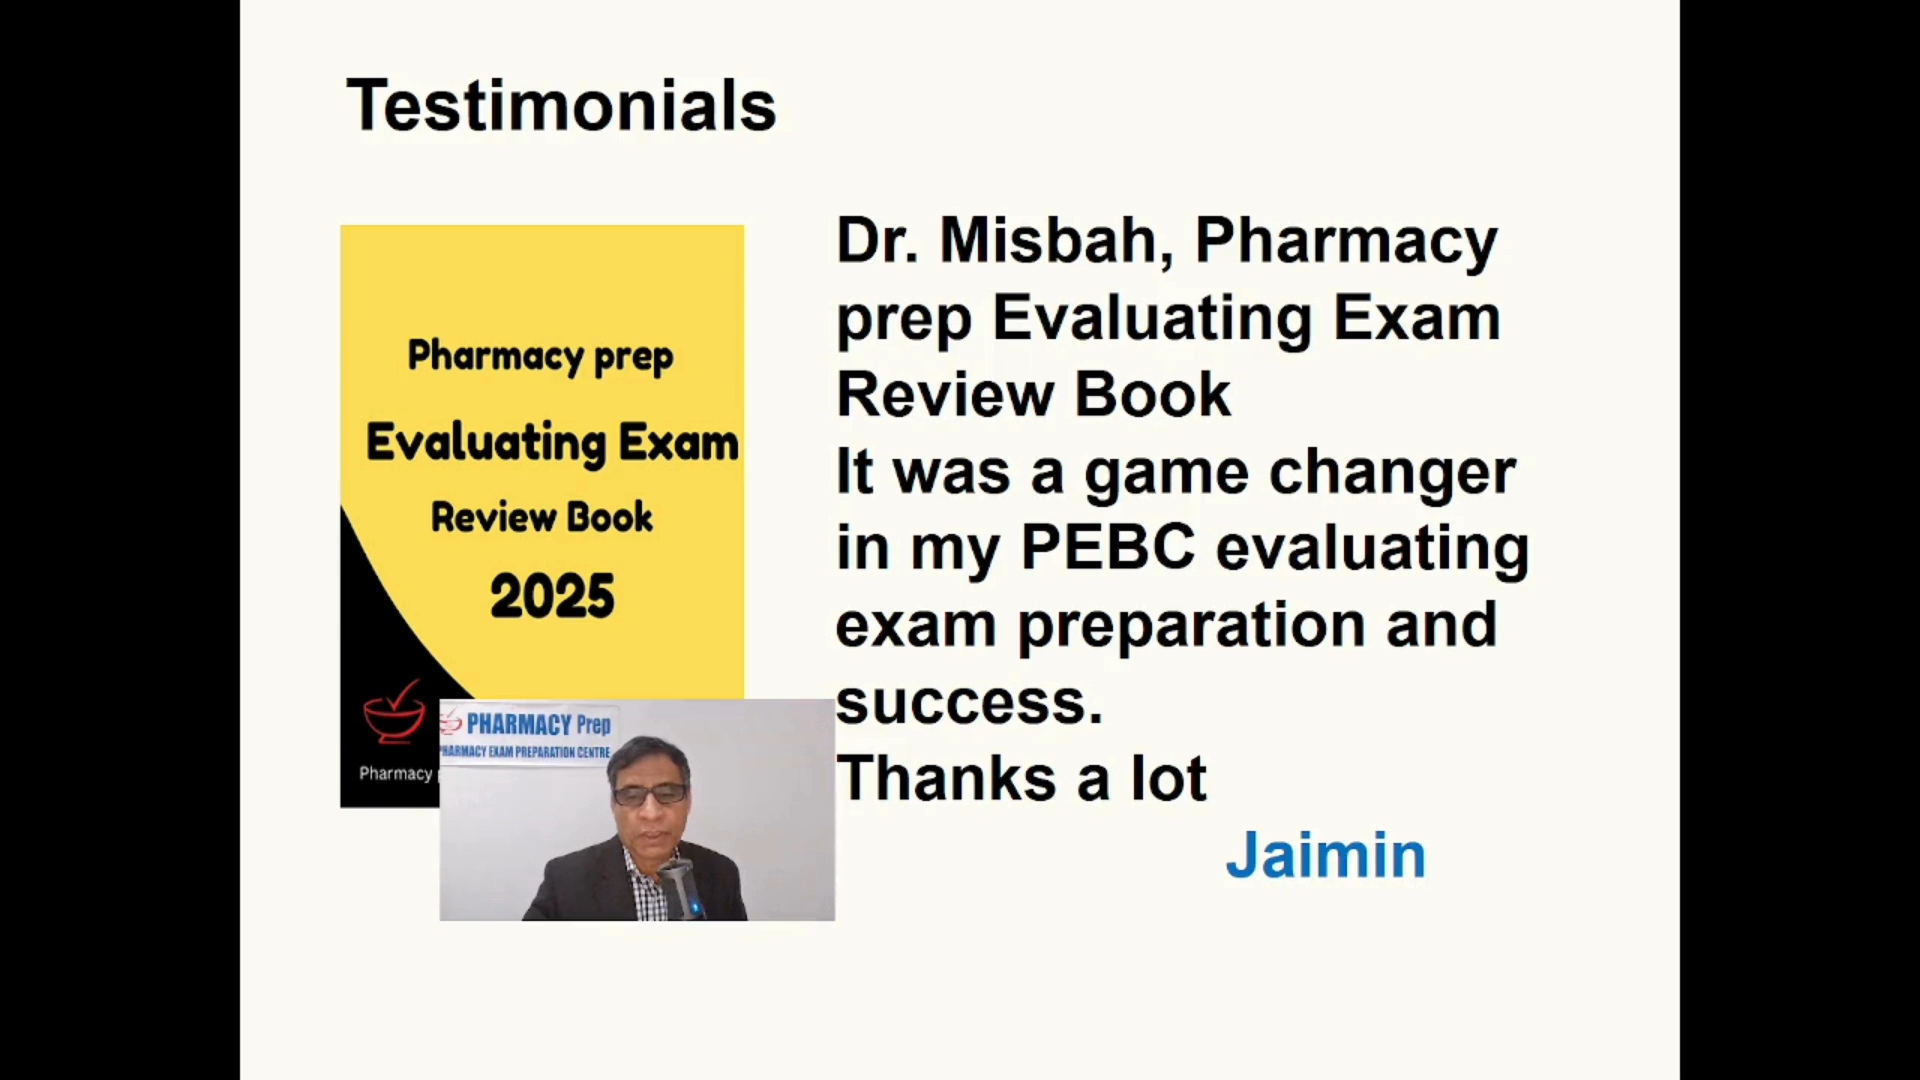 Testimonials
Pharmacy prep
Evaluating Exam
Review Book
2025
Pharmacy
PHARMACY Prep
PHARMACY EXAM PREPARATION CENTRE
Dr. Misbah, Pharmacy
prep Evaluating Exam
Review Book
It was a game changer
in my PEBC evaluating
exam preparation and
success.
Thanks a lot
Jaimin